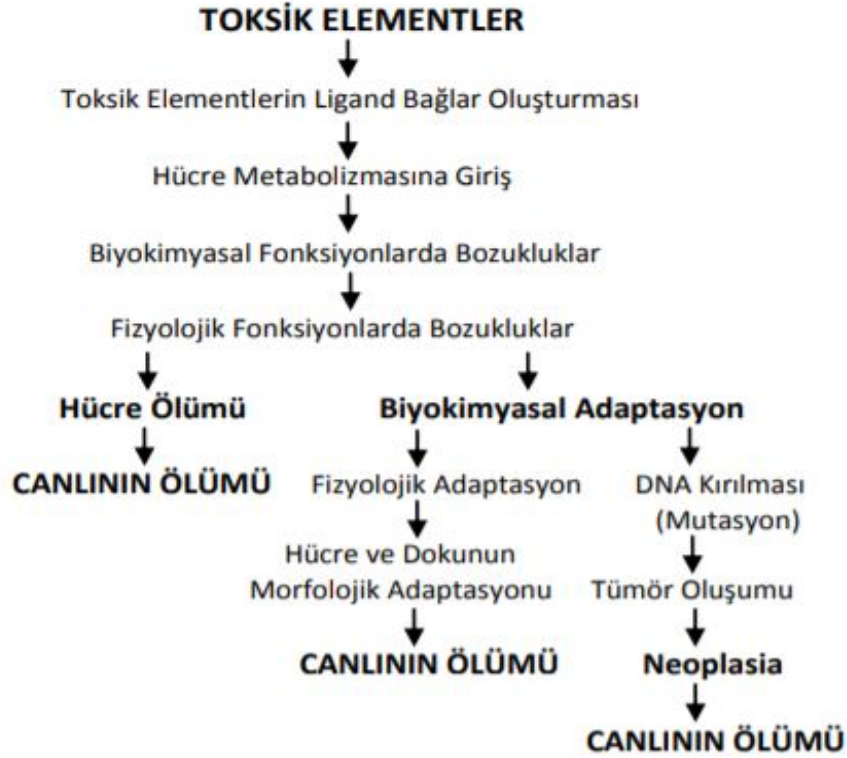 TOKSİK ELEMENTLER
Toksik Elementlerin Ligand Bağlar Oluşturması
Hücre Metabolizmasına Giriş
Biyokimyasal Fonksiyonlarda Bozukluklar
Fizyolojik Fonksiyonlarda Bozukluklar
Hücre Ölümü
Biyokimyasal Adaptasyon
CANLININ ÖLÜMÜ
Fizyolojik Adaptasyon
DNA Kırılması
(Mutasyon)
Hücre ve Dokunun
Morfolojik Adaptasyonu
Tümör Oluşumu
CANLININ ÖLÜMÜ
Neoplasia
CANLININ ÖLÜMÜ